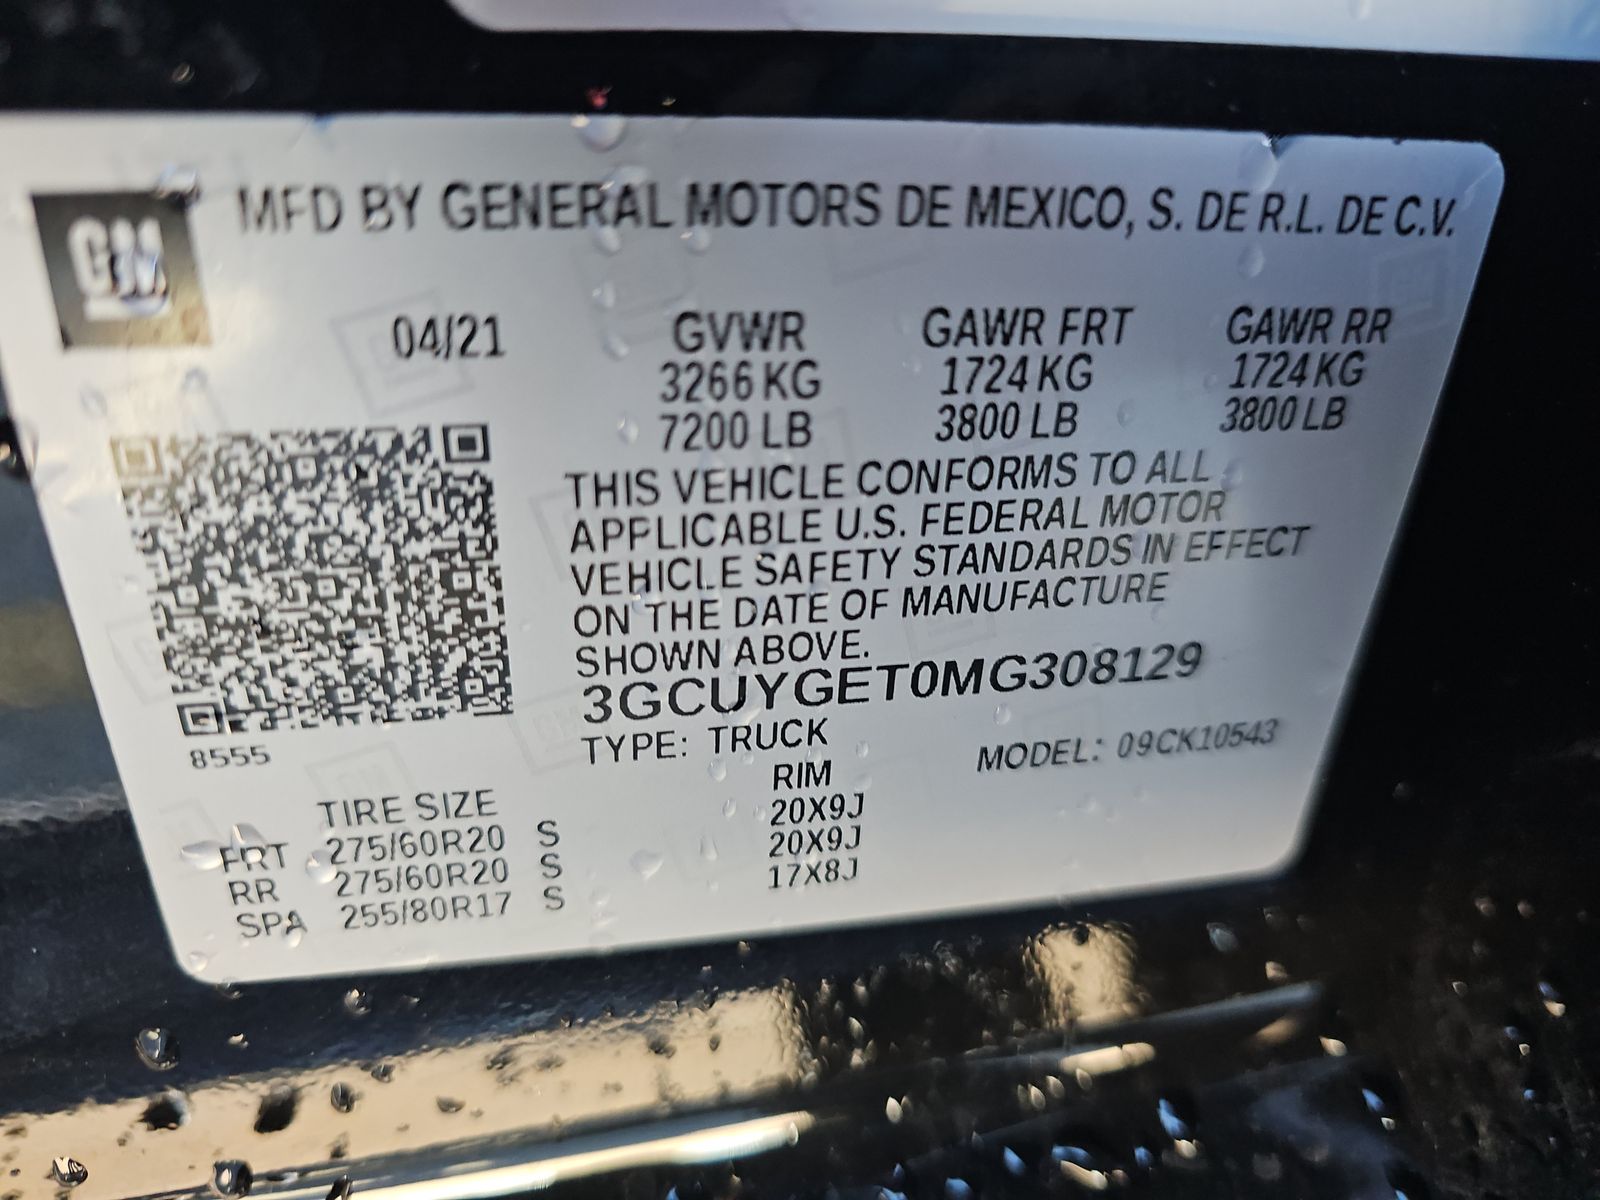 GM
MFD BY GENERAL MOTORS DE MEXICO, S. DE R.L. DE C.V.
04/21 GVWR GAWR FRT GAWR RR
3266 KG 1724 KG 1724 KG
7200 LB 3800 LB 3800 LB
THIS VEHICLE CONFORMS TO ALL
APPLICABLE U.S. FEDERAL MOTOR
VEHICLE SAFETY STANDARDS IN EFFECT
ON THE DATE OF MANUFACTURE
SHOWN ABOVE.
3GCUYGET0MG308129
8555
TYPE: TRUCK MODEL: 09CK10543
TIRE SIZE RIM
FRT 275/60R20 S 20X9J
RR 275/60R20 S 20X9J
SPA 255/80R17 S 17X8J